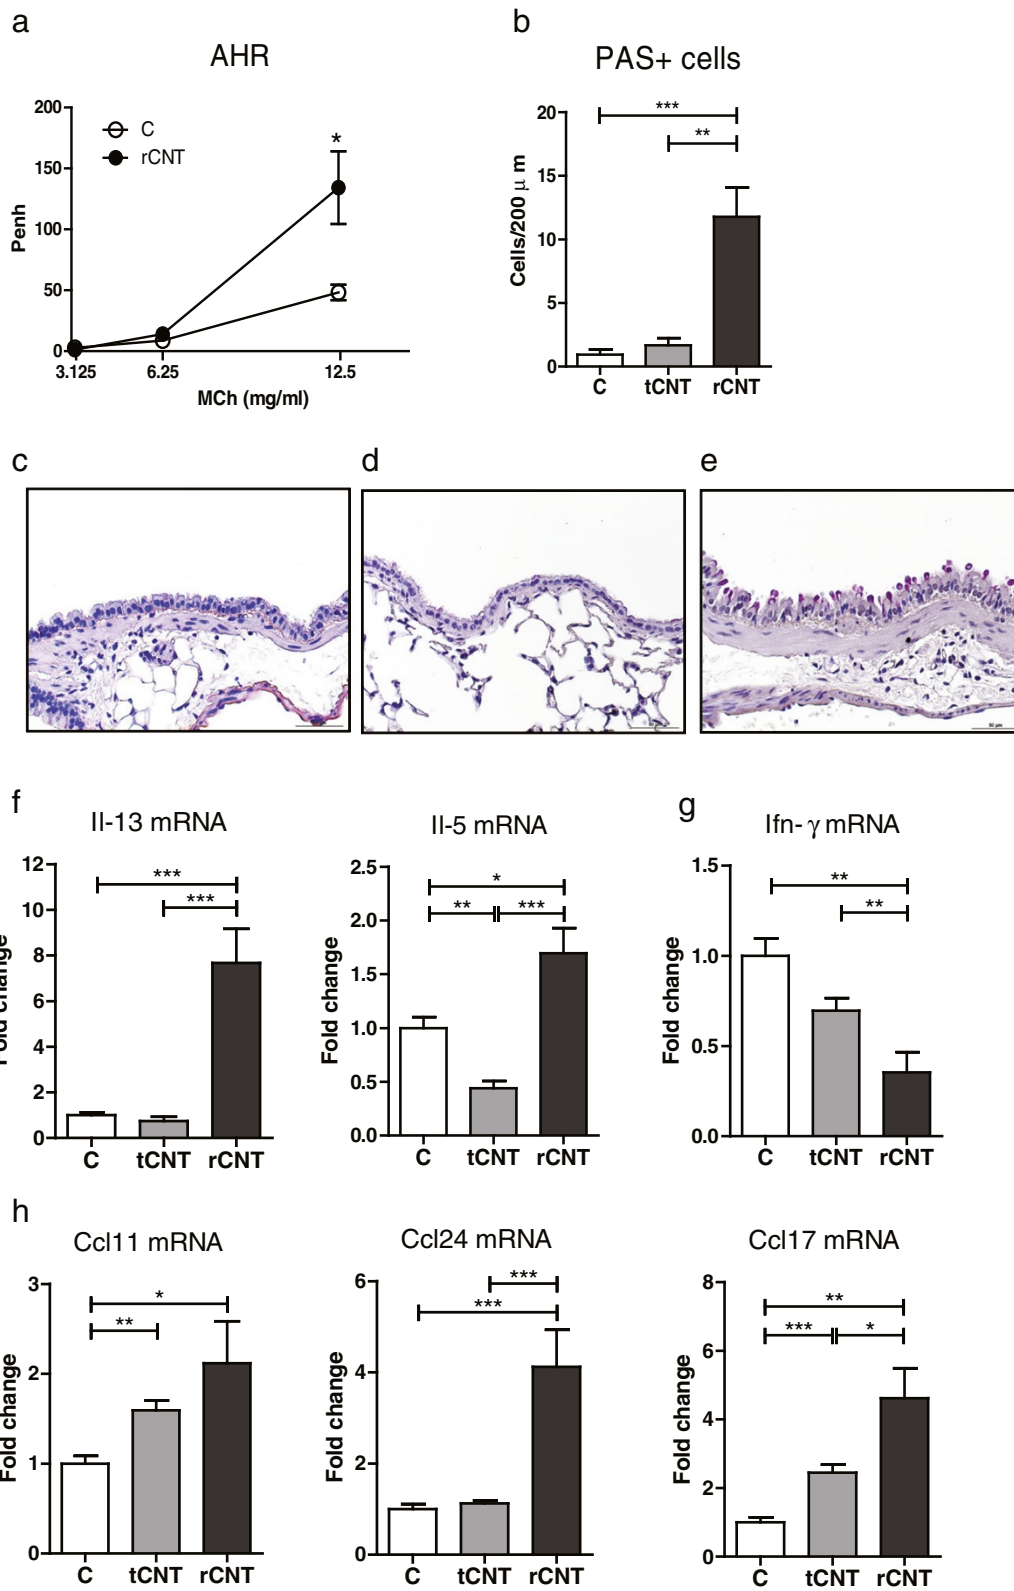 a
AHR
200
150
100
50
0
Penh
C
rCNT
*
3.125 6.25 12.5
MCh (mg/ml)
b
PAS+ cells
20
15
10
5
0
Cells/200 μ m
***
**
C tCNT rCNT
c
d
e
50 μm
f
Il-13 mRNA
12
10
8
6
4
2
0
Fold change
***
***
C tCNT rCNT
Il-5 mRNA
2.5
2.0
1.5
1.0
0.5
0.0
Fold change
*
** ***
C tCNT rCNT
g
Ifn- γ mRNA
1.5
1.0
0.5
0.0
Fold change
**
**
C tCNT rCNT
h
Ccl11 mRNA
3
2
1
0
Fold change
*
**
C tCNT rCNT
Ccl24 mRNA
6
4
2
0
Fold change
***
***
C tCNT rCNT
Ccl17 mRNA
8
6
4
2
0
Fold change
**
*** *
C tCNT rCNT